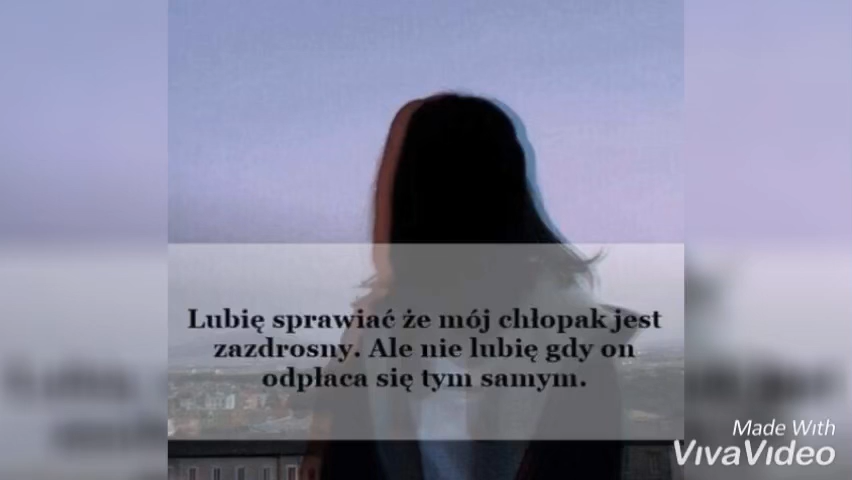 Lubię sprawiać że mój chłopak jest
zazdrosny. Ale nie lubię gdy on
odpłaca się tym samym.
Made With
VivaVideo